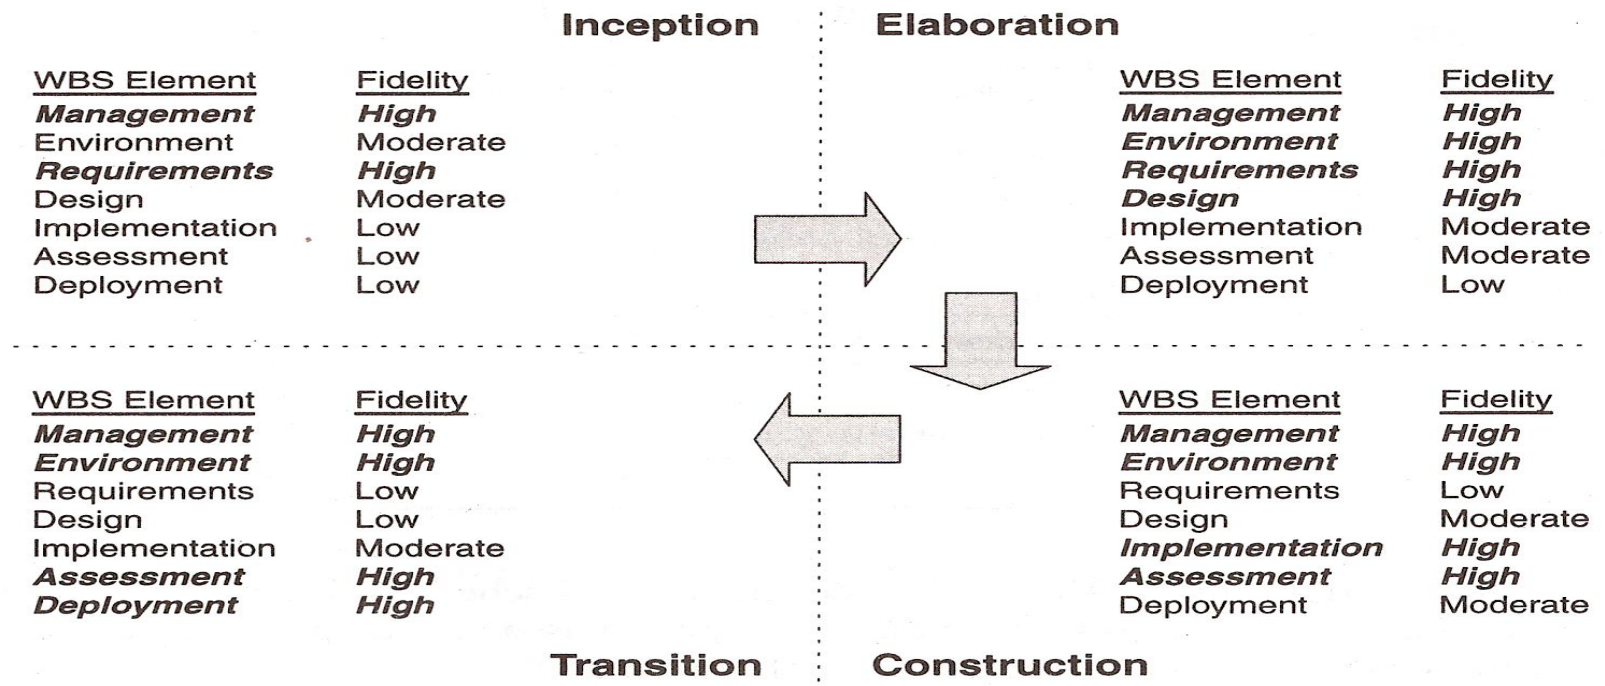 Inception
Elaboration
WBS Element Fidelity
Management High
Environment Moderate
Requirements High
Design Moderate
Implementation Low
Assessment Low
Deployment Low
WBS Element Fidelity
Management High
Environment High
Requirements High
Design High
Implementation Moderate
Assessment Moderate
Deployment Low
WBS Element Fidelity
Management High
Environment High
Requirements Low
Design Low
Implementation Moderate
Assessment High
Deployment High
WBS Element Fidelity
Management High
Environment High
Requirements Low
Design Moderate
Implementation High
Assessment High
Deployment Moderate
Transition
Construction